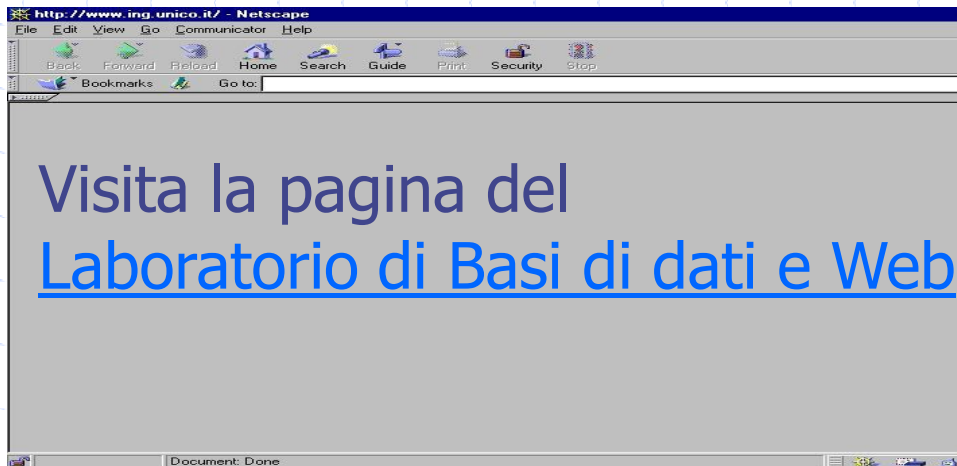 http://www.ing.unico.it/ - Netscape
File Edit View Go Communicator Help
Back Forward Reload Home Search Guide Print Security Stop
Bookmarks Go to:
Visita la pagina del
Laboratorio di Basi di dati e Web
Document: Done